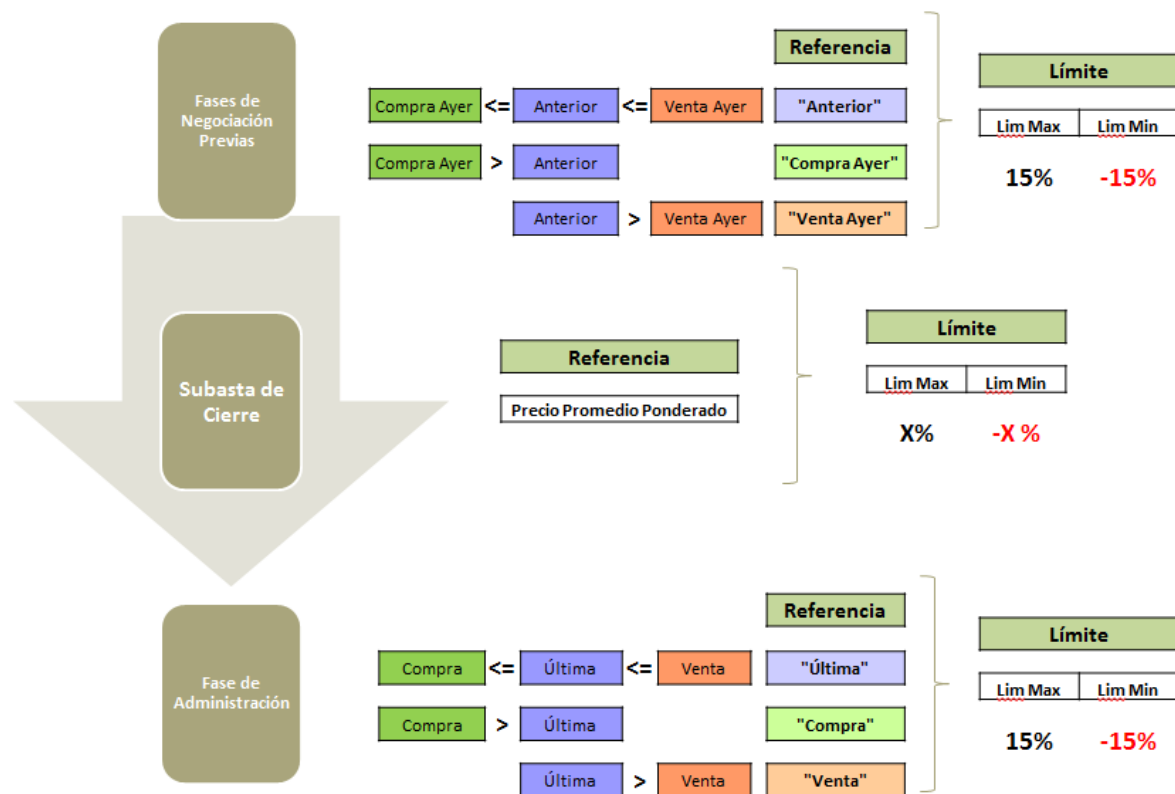 Fases de
Negociación
Previas
Referencia
Compra Ayer <= Anterior <= Venta Ayer "Anterior"
Compra Ayer > Anterior "Compra Ayer"
Anterior > Venta Ayer "Venta Ayer"
Límite
Lim Max Lim Min
15% -15%
Subasta de
Cierre
Referencia
Precio Promedio Ponderado
Límite
Lim Max Lim Min
X% -X %
Fase de
Administración
Referencia
Compra <= Última <= Venta "Última"
Compra > Última "Compra"
Última > Venta "Venta"
Límite
Lim Max Lim Min
15% -15%